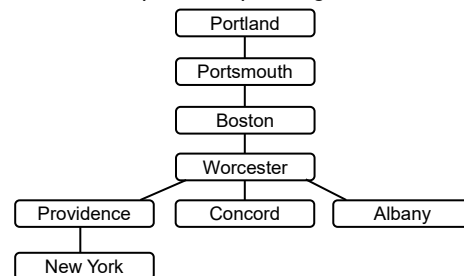 Portland
Portsmouth
Boston
Worcester
Providence
Concord
Albany
New York